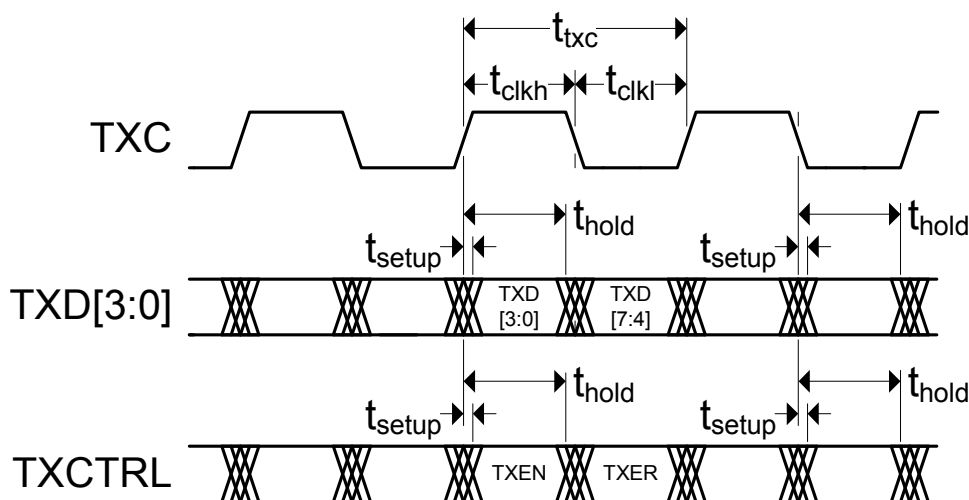 t_txc
t_clkh t_clkl
TXC
t_hold t_hold
t_setup t_setup
TXD[3:0] TXD [3:0] TXD [7:4]
t_hold t_hold
t_setup t_setup
TXCTRL TXEN TXER